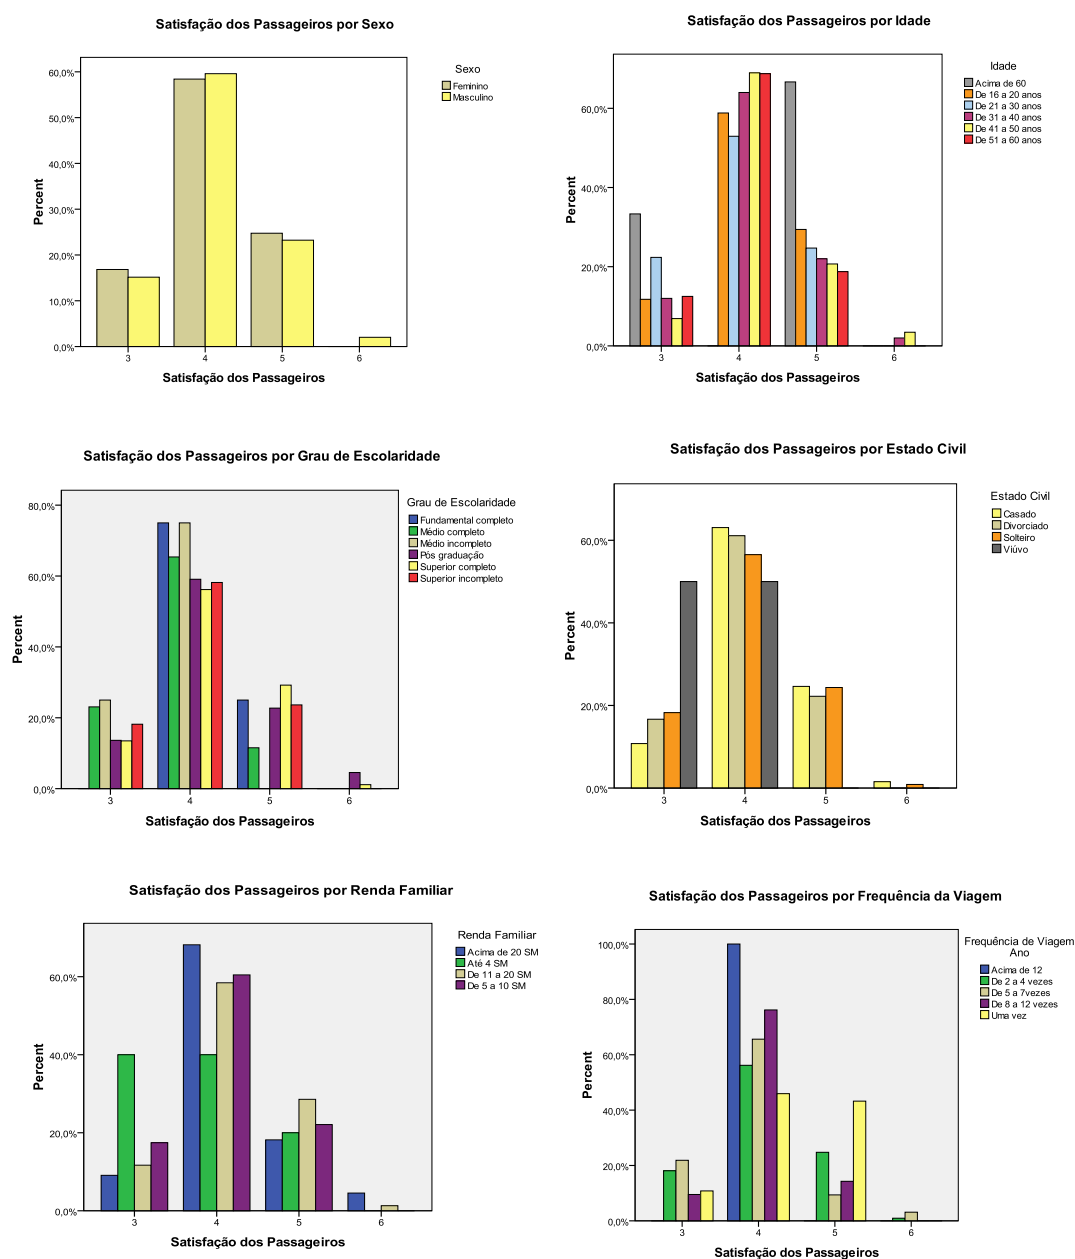 Satisfação dos Passageiros por Sexo
Percent
60,0%
50,0%
40,0%
30,0%
20,0%
10,0%
0,0%
3
4
5
6
Satisfação dos Passageiros
Sexo
Feminino
Masculino
Satisfação dos Passageiros por Idade
Percent
60,0%
40,0%
20,0%
0,0%
3
4
5
6
Satisfação dos Passageiros
Idade
Acima de 60
De 16 a 20 anos
De 21 a 30 anos
De 31 a 40 anos
De 41 a 50 anos
De 51 a 60 anos
Satisfação dos Passageiros por Grau de Escolaridade
Percent
80,0%
60,0%
40,0%
20,0%
0,0%
3
4
5
6
Satisfação dos Passageiros
Grau de Escolaridade
Fundamental completo
Médio completo
Médio incompleto
Pós graduação
Superior completo
Superior incompleto
Satisfação dos Passageiros por Estado Civil
Percent
60,0%
40,0%
20,0%
0,0%
3
4
5
6
Satisfação dos Passageiros
Estado Civil
Casado
Divorciado
Solteiro
Viúvo
Satisfação dos Passageiros por Renda Familiar
Percent
60,0%
40,0%
20,0%
0,0%
3
4
5
6
Satisfação dos Passageiros
Renda Familiar
Acima de 20 SM
Até 4 SM
De 11 a 20 SM
De 5 a 10 SM
Satisfação dos Passageiros por Frequência da Viagem
Percent
100,0%
80,0%
60,0%
40,0%
20,0%
0,0%
3
4
5
6
Satisfação dos Passageiros
Frequência de Viagem
Ano
Acima de 12
De 2 a 4 vezes
De 5 a 7vezes
De 8 a 12 vezes
Uma vez